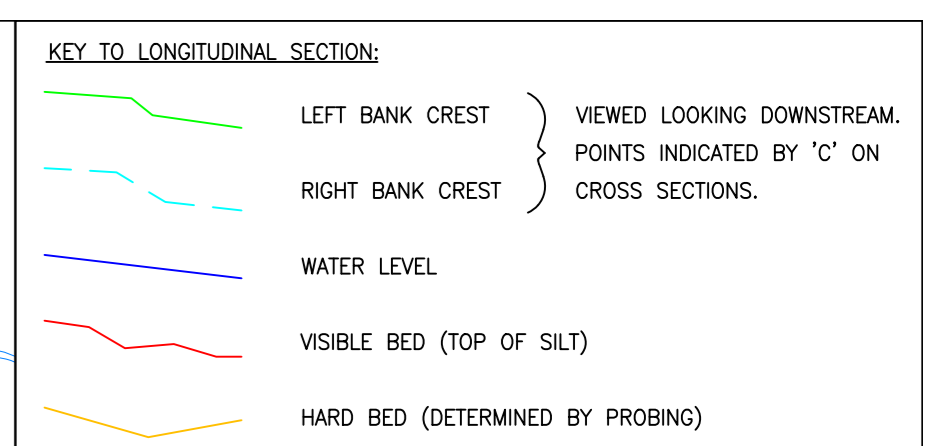 KEY TO LONGITUDINAL SECTION:
LEFT BANK CREST
RIGHT BANK CREST
VIEWED LOOKING DOWNSTREAM.
POINTS INDICATED BY 'C' ON
CROSS SECTIONS.
WATER LEVEL
VISIBLE BED (TOP OF SILT)
HARD BED (DETERMINED BY PROBING)